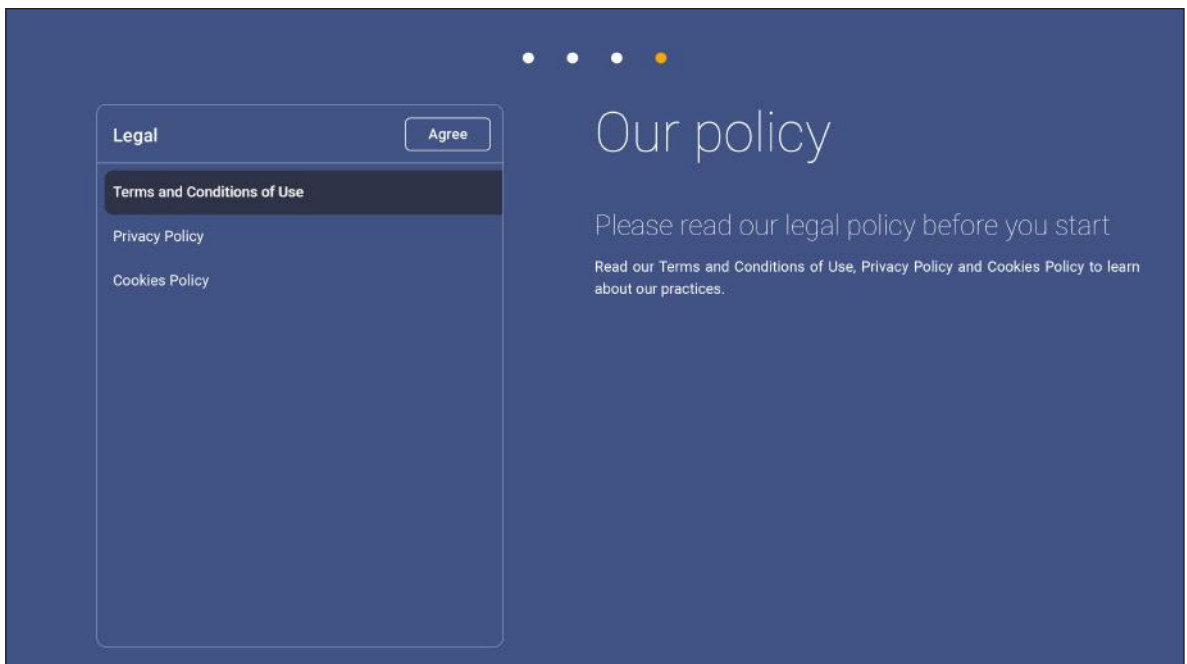 Legal
Agree
Terms and Conditions of Use
Privacy Policy
Cookies Policy
Our policy
Please read our legal policy before you start
Read our Terms and Conditions of Use, Privacy Policy and Cookies Policy to learn
about our practices.